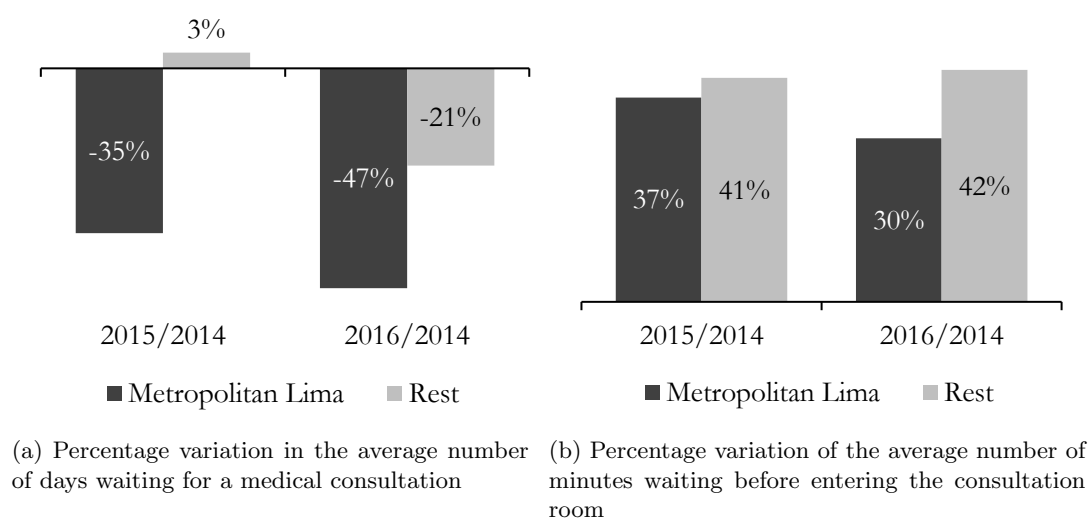 3%
-35%
-47%
-21%
2015/2014
2016/2014
Metropolitan Lima
Rest
(a) Percentage variation in the average number
of days waiting for a medical consultation
37%
41%
30%
42%
2015/2014
2016/2014
Metropolitan Lima
Rest
(b) Percentage variation of the average number of
minutes waiting before entering the consultation
room